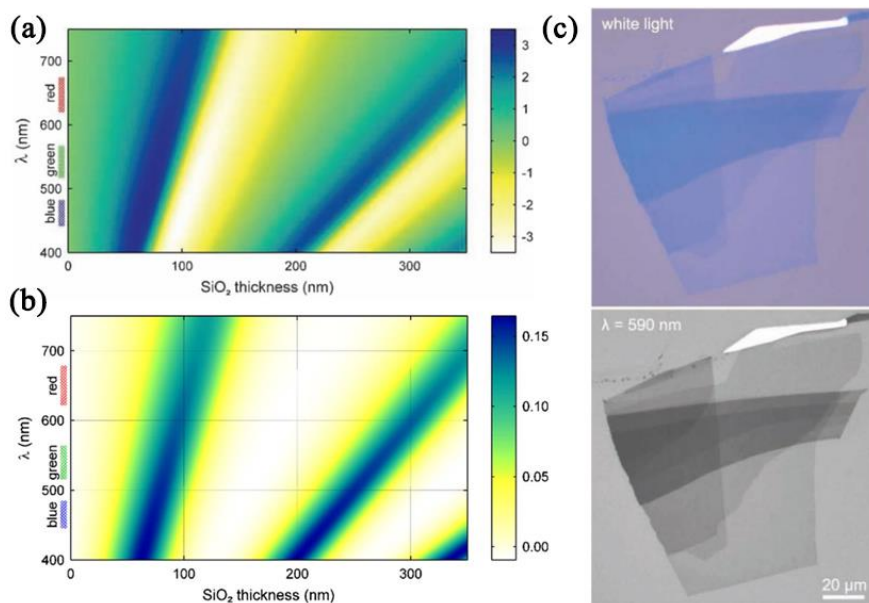 (a)
700
600
500
400
λ (nm)
red
green
blue
0
100
200
300
SiO₂ thickness (nm)
3
2
1
0
-1
-2
-3
(b)
700
600
500
400
λ (nm)
red
green
blue
0
100
200
300
SiO₂ thickness (nm)
0.15
0.10
0.05
0.00
(c)
white light
λ = 590 nm
20 μm